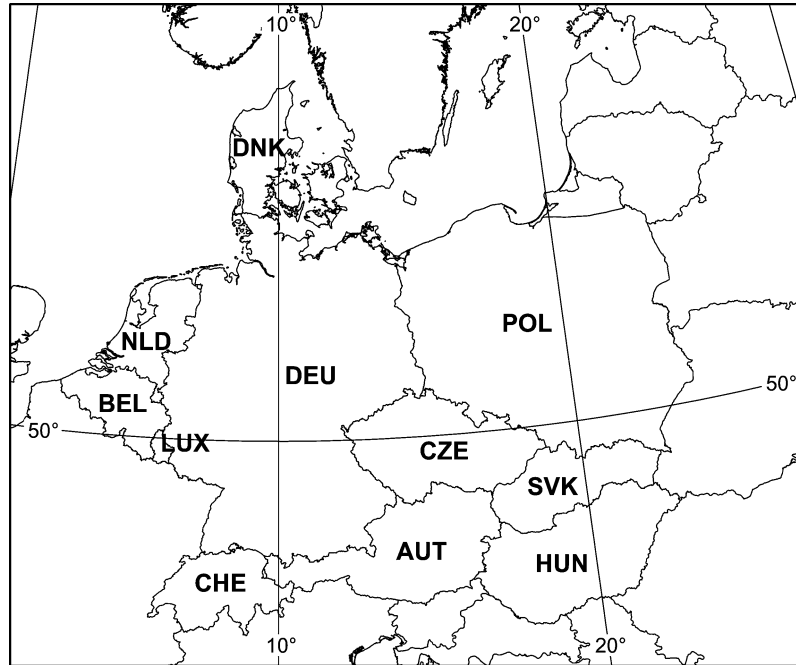 10°
20°
DNK
POL
NLD
DEU
50°
BEL
50°
LUX
CZE
SVK
AUT
HUN
CHE
10°
20°